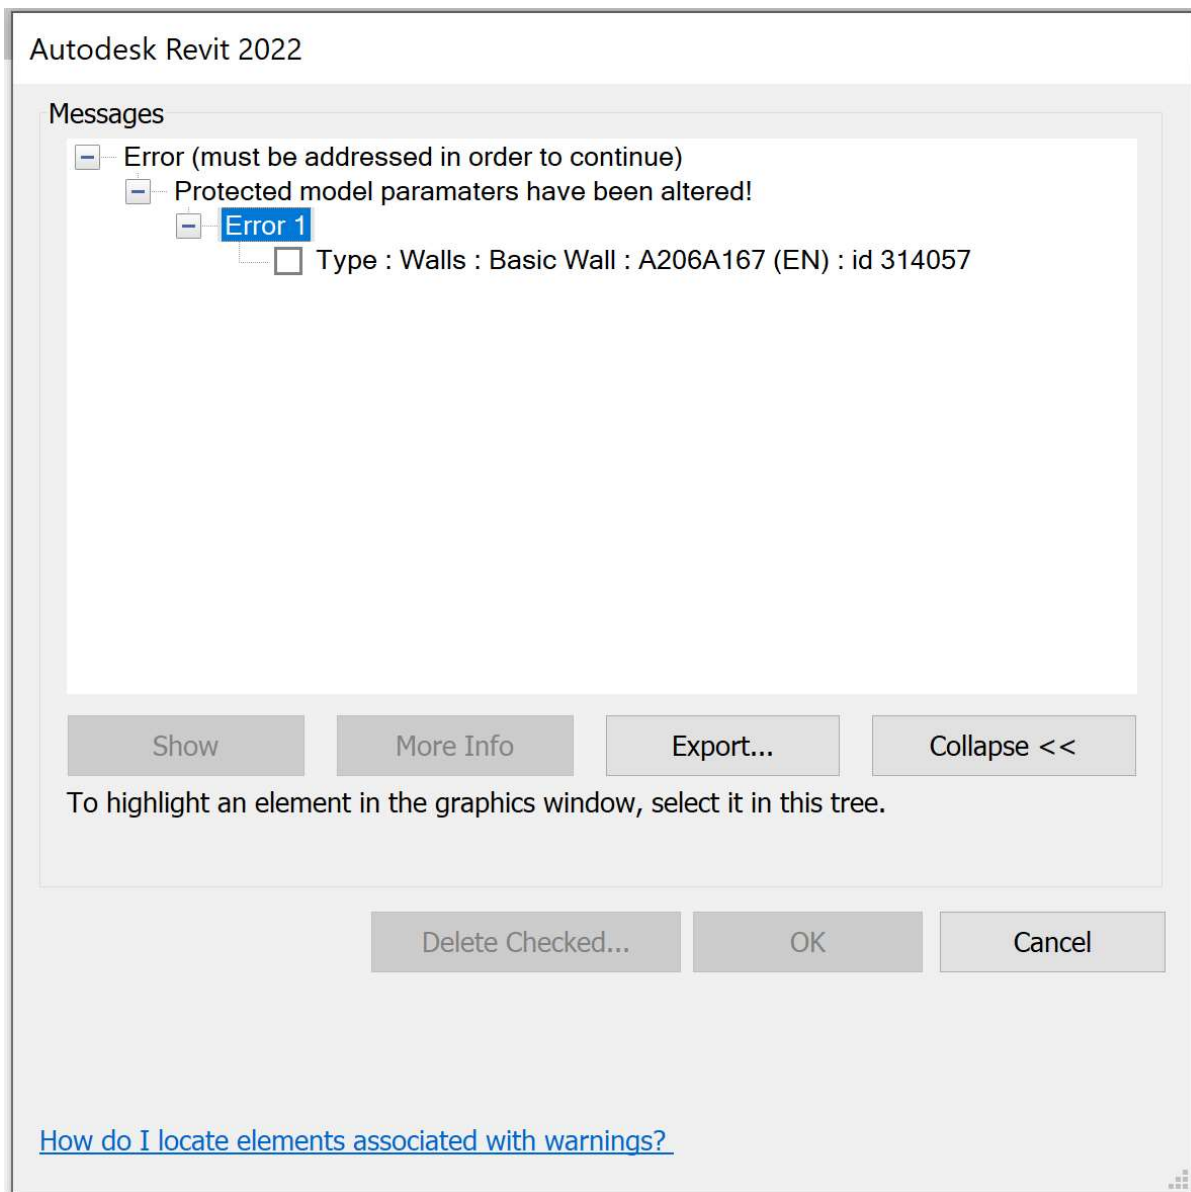 Autodesk Revit 2022
Messages
Error (must be addressed in order to continue)
Protected model paramaters have been altered!
Error 1
Type : Walls : Basic Wall : A206A167 (EN) : id 314057
Show More Info Export... Collapse <<
To highlight an element in the graphics window, select it in this tree.
Delete Checked... OK Cancel
How do I locate elements associated with warnings?